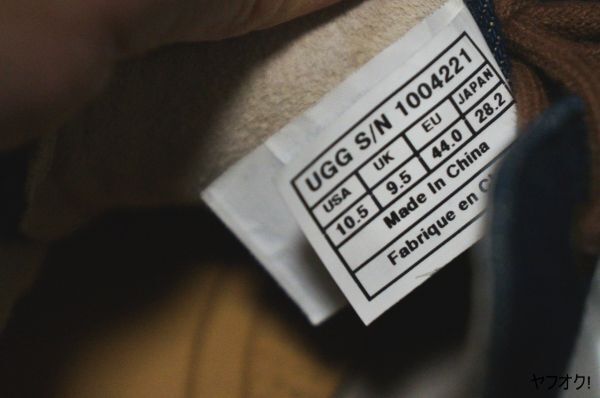 UGG S/N 1004221
USA UK EU JAPAN
10.5 9.5 44.0 28.2
Made In China
Fabrique en
ヤフオク!